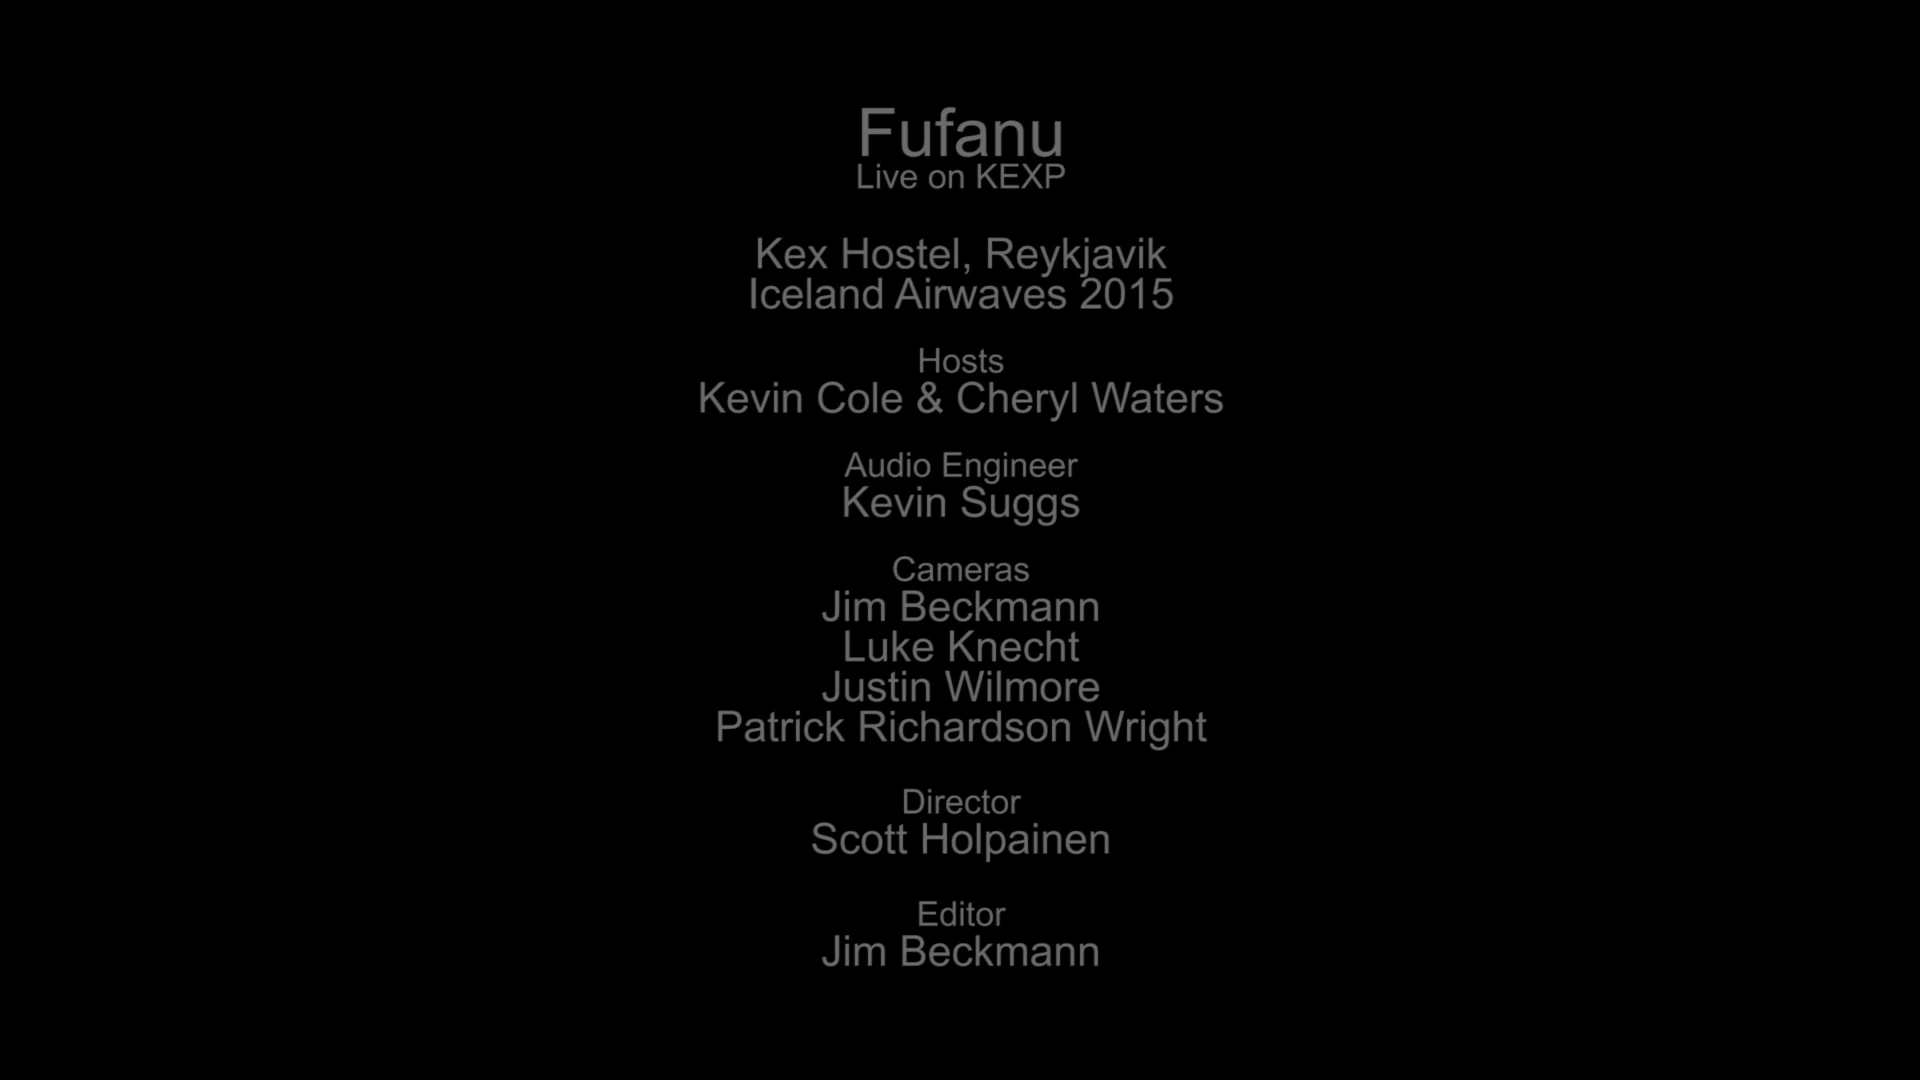 Fufanu
Live on KEXP
Kex Hostel, Reykjavik
Iceland Airwaves 2015
Hosts
Kevin Cole & Cheryl Waters
Audio Engineer
Kevin Suggs
Cameras
Jim Beckmann
Luke Knecht
Justin Wilmore
Patrick Richardson Wright
Director
Scott Holpainen
Editor
Jim Beckmann